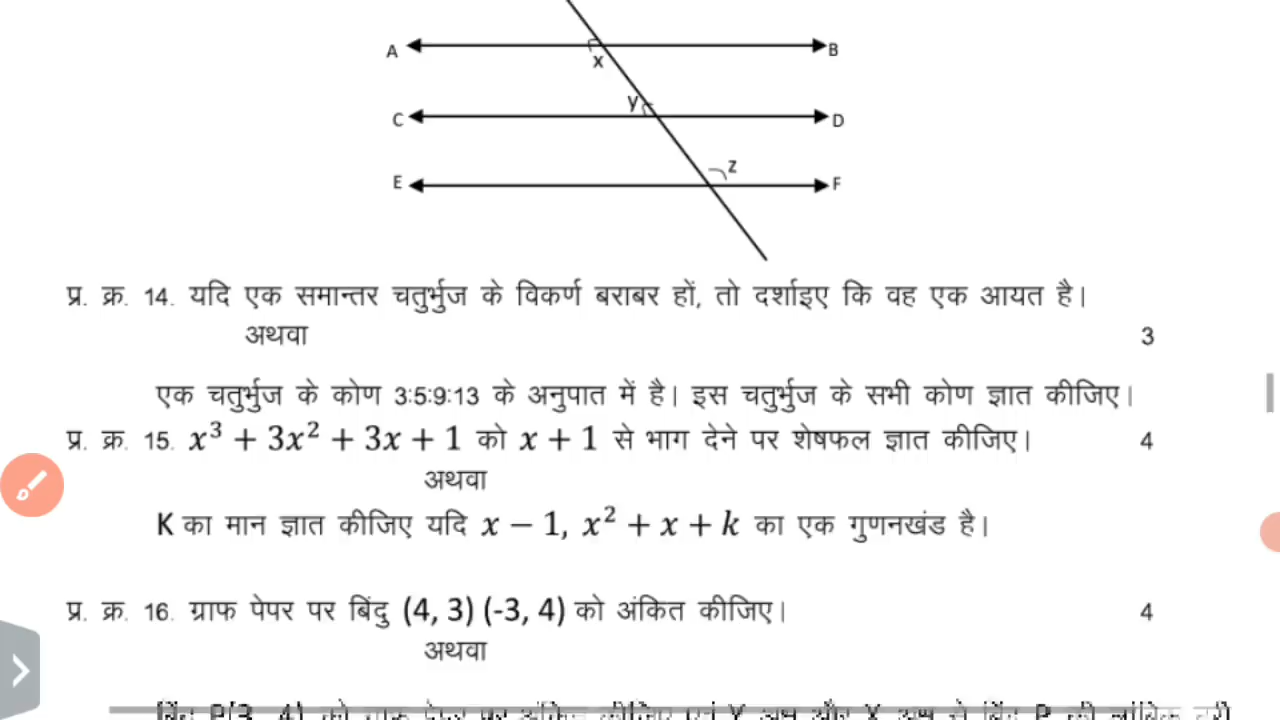 A B
x
y
C D
z
E F
प्र. क्र. 14. यदि एक समान्तर चतुर्भुज के विकर्ण बराबर हों, तो दर्शाइए कि वह एक आयत है।
अथवा 3
एक चतुर्भुज के कोण 3:5:9:13 के अनुपात में है। इस चतुर्भुज के सभी कोण ज्ञात कीजिए।
प्र. क्र. 15. x³ + 3x² + 3x + 1 को x + 1 से भाग देने पर शेषफल ज्ञात कीजिए। 4
अथवा
K का मान ज्ञात कीजिए यदि x − 1, x² + x + k का एक गुणनखंड है।
प्र. क्र. 16. ग्राफ पेपर पर बिंदु (4, 3) (-3, 4) को अंकित कीजिए। 4
अथवा